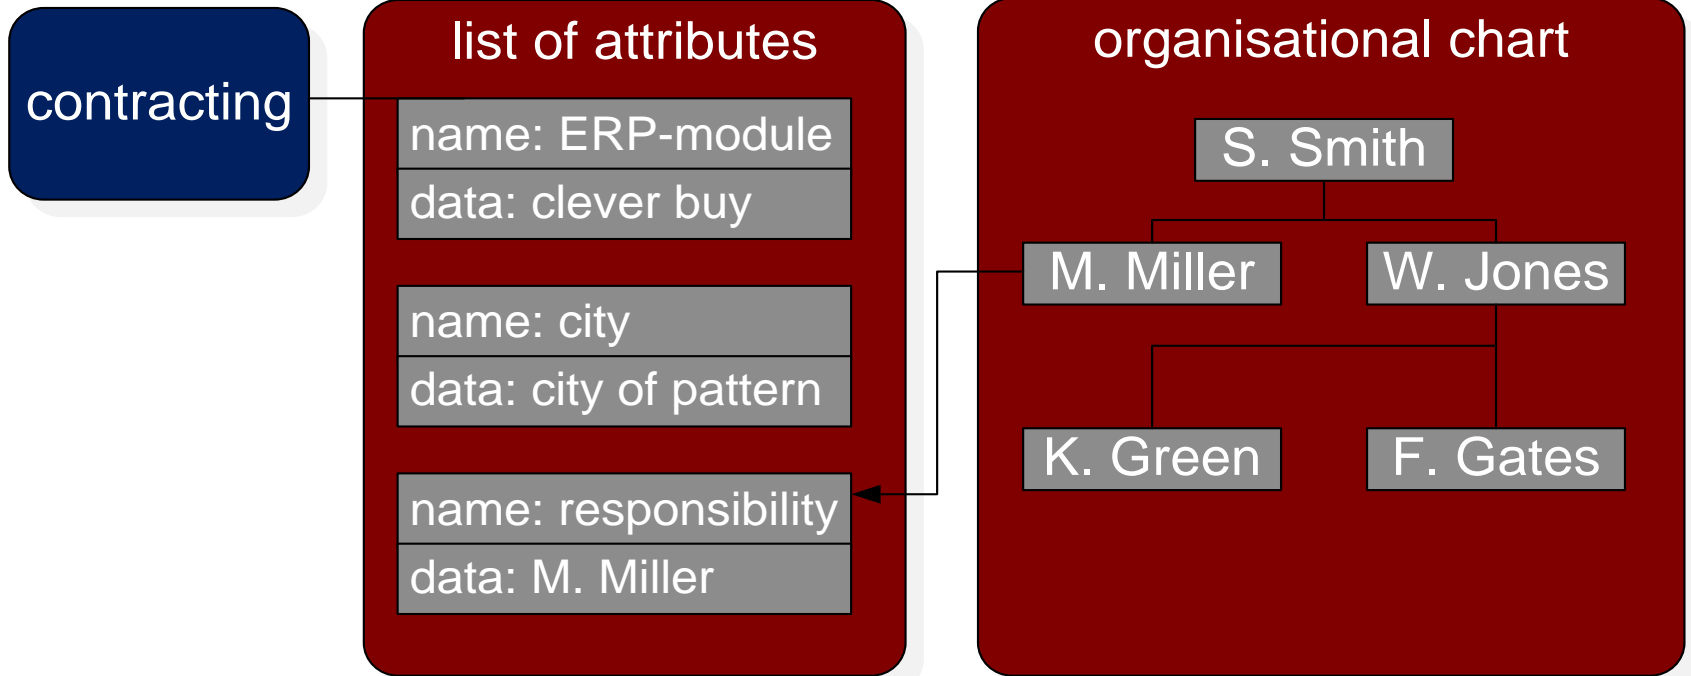 contracting
list of attributes
name: ERP-module
data: clever buy
name: city
data: city of pattern
name: responsibility
data: M. Miller
organisational chart
S. Smith
M. Miller
W. Jones
K. Green
F. Gates